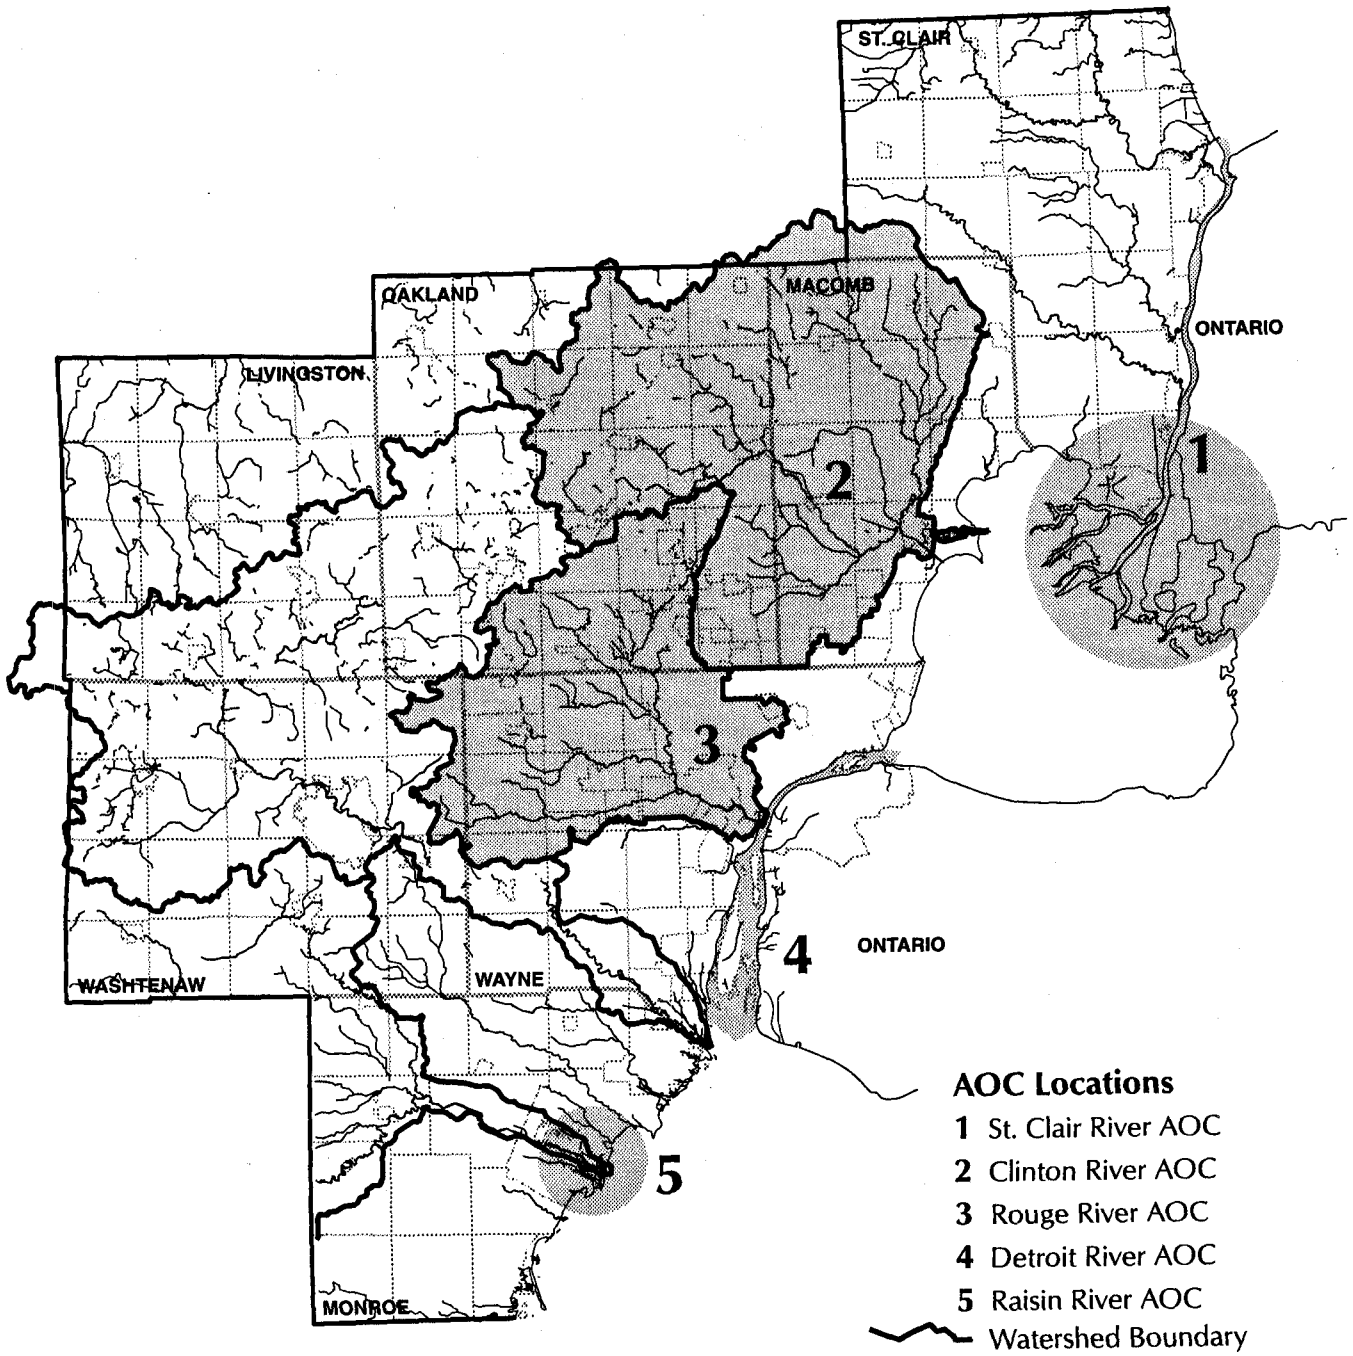 ST. CLAIR
OAKLAND
MACOMB
ONTARIO
LIVINGSTON
1
2
3
4
ONTARIO
WASHTENAW
WAYNE
5
MONROE
AOC Locations
1 St. Clair River AOC
2 Clinton River AOC
3 Rouge River AOC
4 Detroit River AOC
5 Raisin River AOC
Watershed Boundary